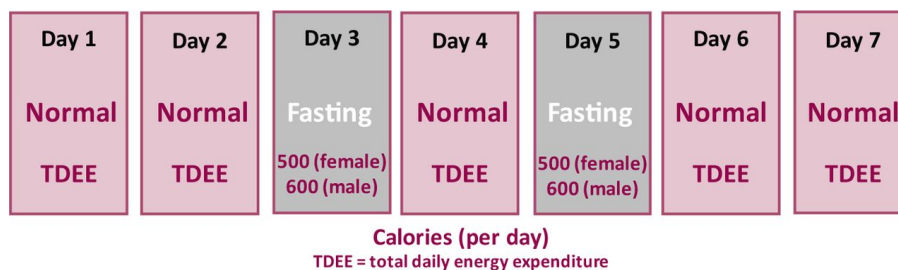 Day 1
Normal
TDEE
Day 2
Normal
TDEE
Day 3
Fasting
500 (female)
600 (male)
Day 4
Normal
TDEE
Day 5
Fasting
500 (female)
600 (male)
Day 6
Normal
TDEE
Day 7
Normal
TDEE
Calories (per day)
TDEE = total daily energy expenditure